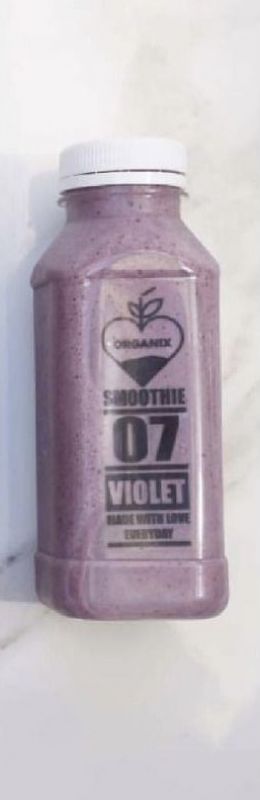 ORGANIX
SMOOTHIE
07
VIOLET
MADE WITH LOVE
EVERYDAY